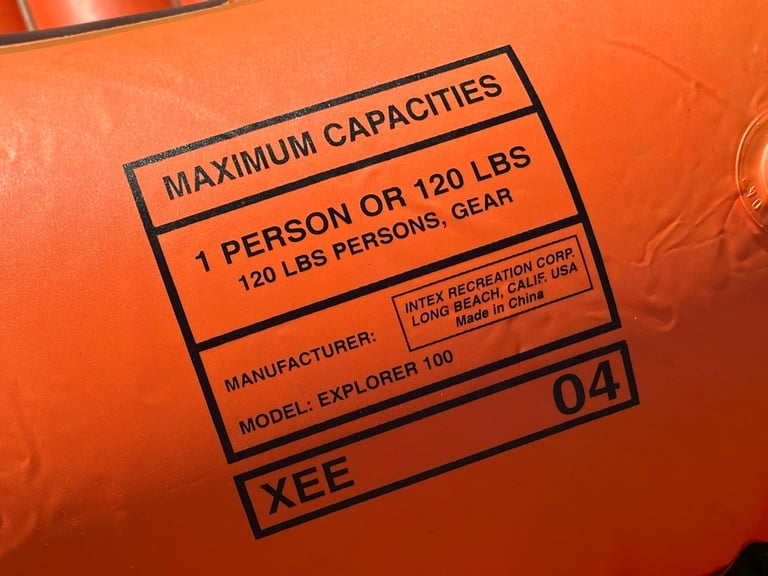 MAXIMUM CAPACITIES
1 PERSON OR 120 LBS
120 LBS PERSONS, GEAR
MANUFACTURER:
INTEX RECREATION CORP.
LONG BEACH, CALIF. USA
Made in China
MODEL: EXPLORER 100
XEE
04